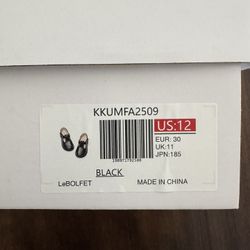 KKUMFA2509
US:12
EUR: 30
UK:11
JPN:185
BLACK
LeBOLFET
MADE IN CHINA